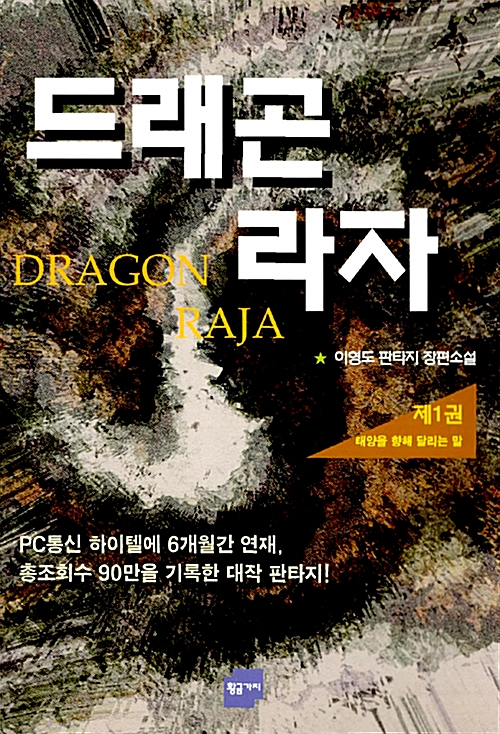 드래곤
라자
DRAGON
RAJA
★ 이영도 판타지 장편소설
제1권
태양을 향해 달리는 말
PC통신 하이텔에 6개월간 연재,
총조회수 90만을 기록한 대작 판타지!
황금가지